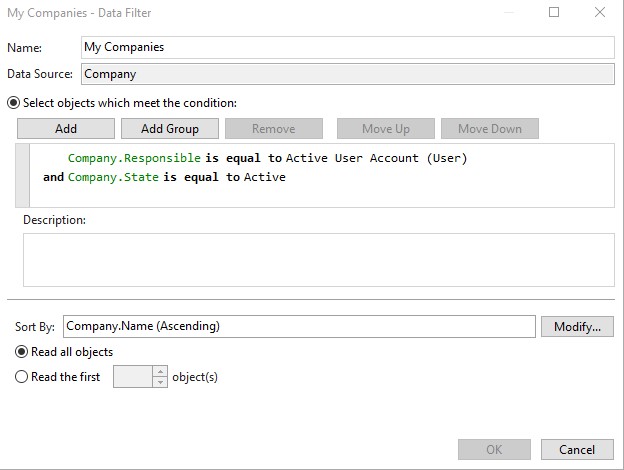 My Companies - Data Filter
Name: My Companies
Data Source: Company
Select objects which meet the condition:
Add Add Group Remove Move Up Move Down
Company.Responsible is equal to Active User Account (User)
and Company.State is equal to Active
Description:
Sort By: Company.Name (Ascending) Modify...
Read all objects
Read the first object(s)
OK Cancel